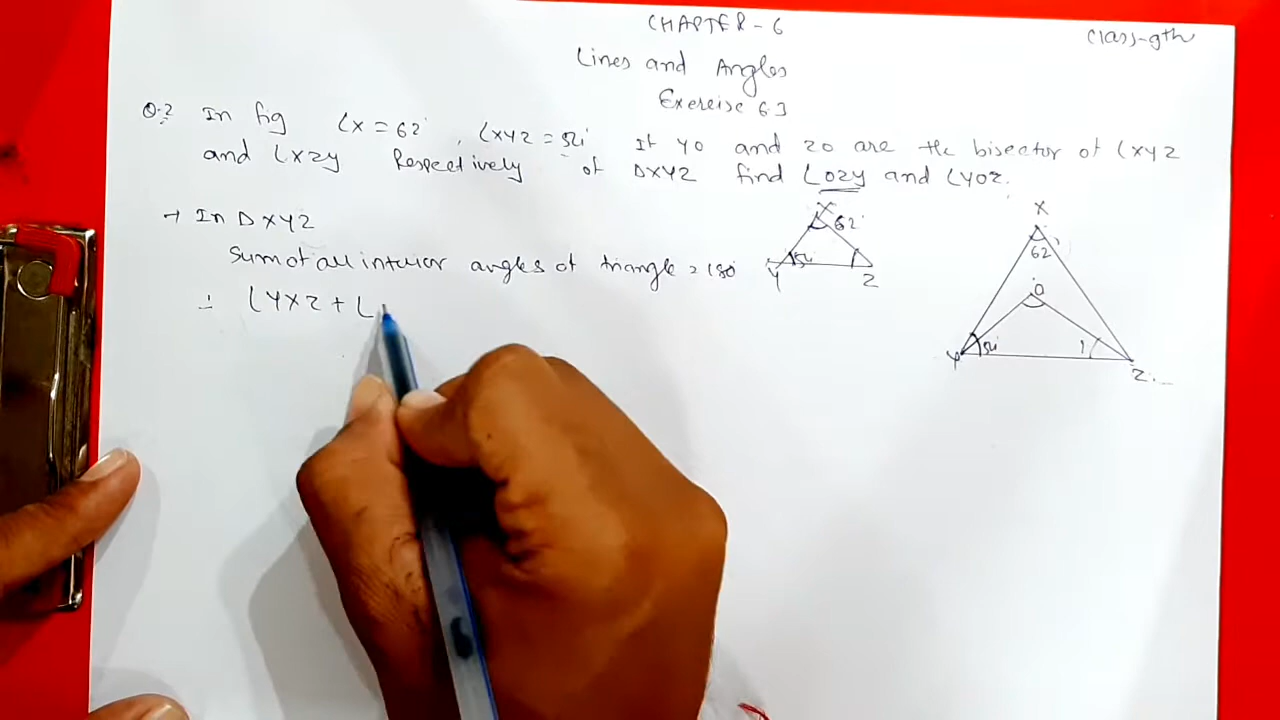 CHAPTER-6
Class-9th
Lines and Angles
Exercise 6.3
Q.2 In fig ∠X = 62°, ∠XYZ = 54° If YO and ZO are the bisector of ∠XYZ
and ∠XZY Respectively of ΔXYZ find ∠OZY and ∠YOZ.
→ In ΔXYZ
Sum of all interior angles of triangle = 180°
∴ ∠YXZ + ∠
X
62°
54°
Y
Z
X
62°
O
54°
Y
Z